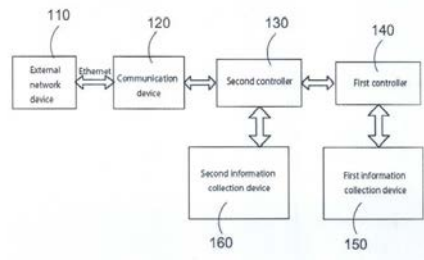 110
120
130
140
External
network
device
Ethernet
Communication
device
Second controller
First controller
Second information
collection device
First information
collection device
160
150